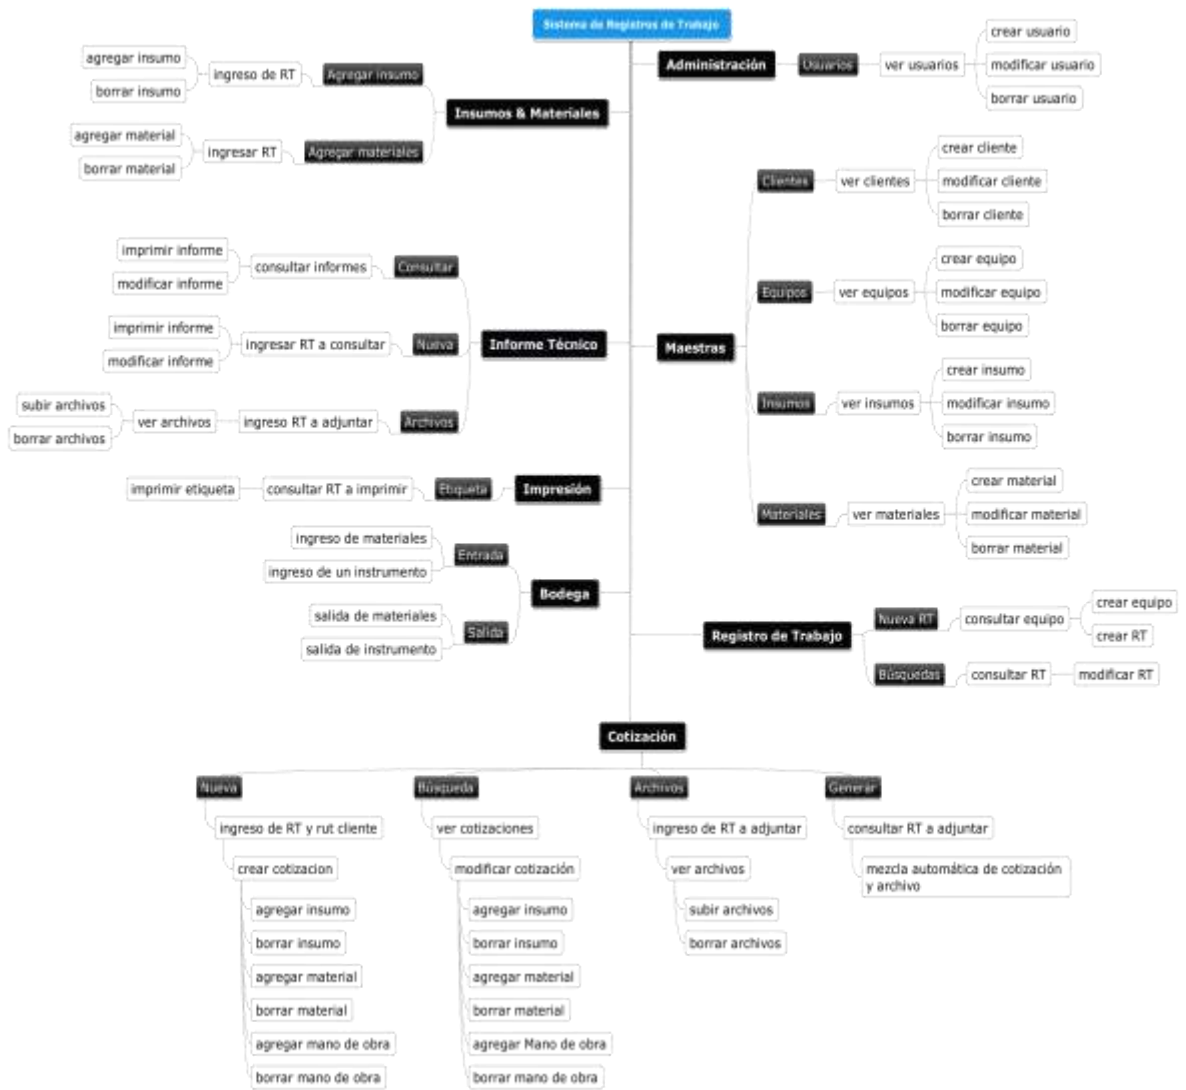 Sistema de Registros de Trabajo
Administración
Usuarios
ver usuarios
crear usuario
modificar usuario
borrar usuario
Insumos & Materiales
Agregar insumo
ingreso de RT
agregar insumo
borrar insumo
Agregar materiales
ingresar RT
agregar material
borrar material
Maestras
Clientes
ver clientes
crear cliente
modificar cliente
borrar cliente
Equipos
ver equipos
crear equipo
modificar equipo
borrar equipo
Insumos
ver insumos
crear insumo
modificar insumo
borrar insumo
Materiales
ver materiales
crear material
modificar material
borrar material
Informe Técnico
Consultar
consultar informes
imprimir informe
modificar informe
Nueva
ingresar RT a consultar
imprimir informe
modificar informe
Archivos
ingreso RT a adjuntar
ver archivos
subir archivos
borrar archivos
Impresión
Etiqueta
consultar RT a imprimir
imprimir etiqueta
Bodega
Entrada
ingreso de materiales
ingreso de un instrumento
Salida
salida de materiales
salida de instrumento
Registro de Trabajo
Nueva RT
consultar equipo
crear equipo
crear RT
Búsquedas
consultar RT
modificar RT
Cotización
Nueva
ingreso de RT y rut cliente
crear cotizacion
agregar insumo
borrar insumo
agregar material
borrar material
agregar mano de obra
borrar mano de obra
Búsqueda
ver cotizaciones
modificar cotización
agregar insumo
borrar insumo
agregar material
borrar material
agregar Mano de obra
borrar mano de obra
Archivos
ingreso de RT a adjuntar
ver archivos
subir archivos
borrar archivos
Generar
consultar RT a adjuntar
mezcla automática de cotización
y archivo